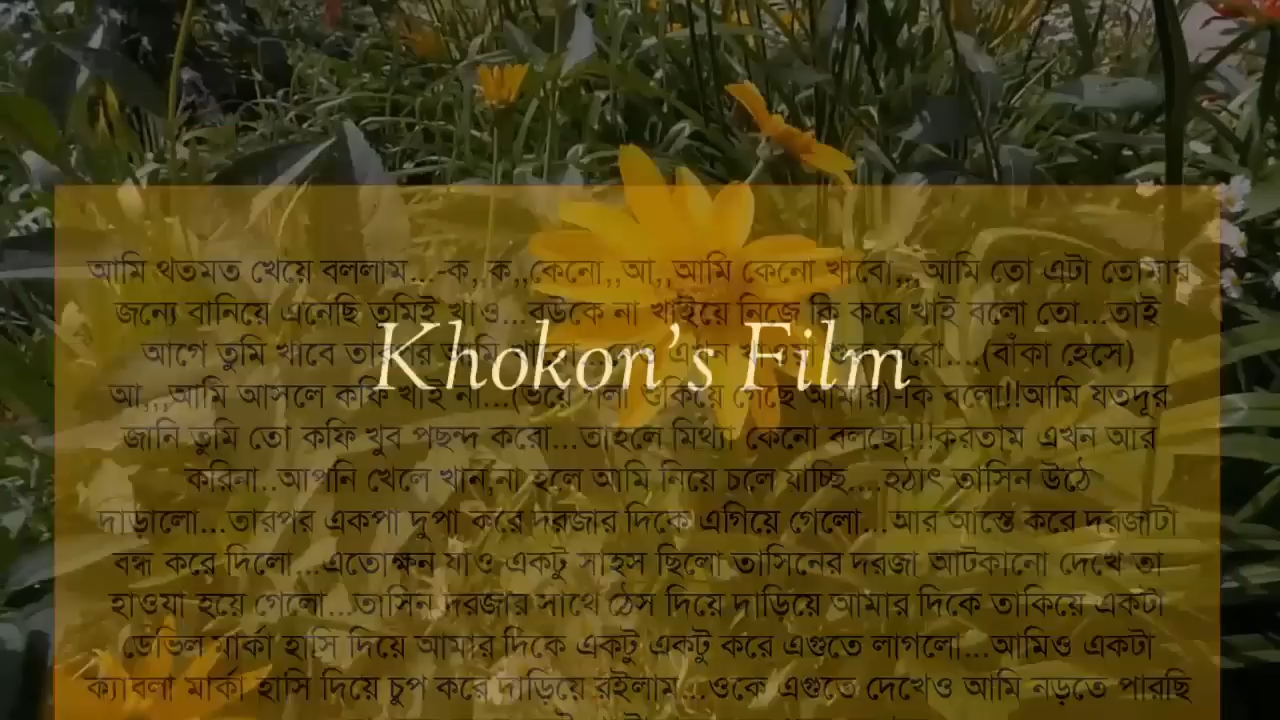 আমি থতমত খেয়ে বললাম...-ক,,ক,,কেনো,,আ,,আমি কেনো খাবো,,, আমি তো এটা তোমার
জন্যে বানিয়ে এনেছি তুমিই খাও...বউকে না খাইয়ে নিজে কি করে খাই বলো তো...তাই
আগে তুমি খাবে এখন করো....(বাঁকা হেসে)
Khokon's Film
আ,,,আমি আসলে কফি খাই না...(ভয়ে গলা শুকিয়ে গেছে আমার)-কি বলো!!!আমি যতদূর
জানি তুমি তো কফি খুব পছন্দ করো...তাহলে মিথ্যা কেনো বলছো!!!করতাম এখন আর
করিনা..আপনি খেলে খান,না হলে আমি নিয়ে চলে যাচ্ছি....হঠাৎ তাসিন উঠে
দাড়ালো...তারপর একপা দুপা করে দরজার দিকে এগিয়ে গেলো...আর আস্তে করে দরজাটা
বন্ধ করে দিলো ...এতোক্ষন যাও একটু সাহস ছিলো তাসিনের দরজা আটকানো দেখে তা
হাওয়া হয়ে গেলো...তাসিন দরজার সাথে ঠেস দিয়ে দাড়িয়ে আমার দিকে তাকিয়ে একটা
ডেভিল মার্কা হাসি দিয়ে আমার দিকে একটু একটু করে এগুতে লাগলো...আমিও একটা
ক্যাবলা মার্কা হাসি দিয়ে চুপ করে দাড়িয়ে রইলাম...ওকে এগুতে দেখেও আমি নড়তে পারছি